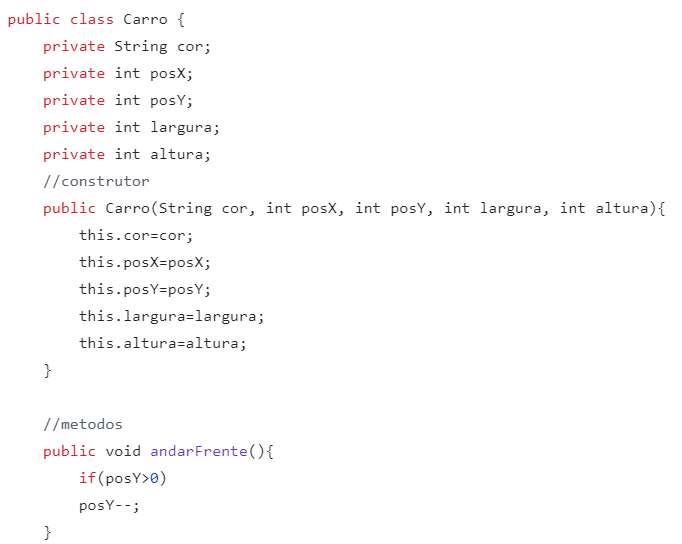 public class Carro {
    private String cor;
    private int posX;
    private int posY;
    private int largura;
    private int altura;
    //construtor
    public Carro(String cor, int posX, int posY, int largura, int altura){
        this.cor=cor;
        this.posX=posX;
        this.posY=posY;
        this.largura=largura;
        this.altura=altura;
    }

    //metodos
    public void andarFrente(){
        if(posY>0)
        posY--;
    }